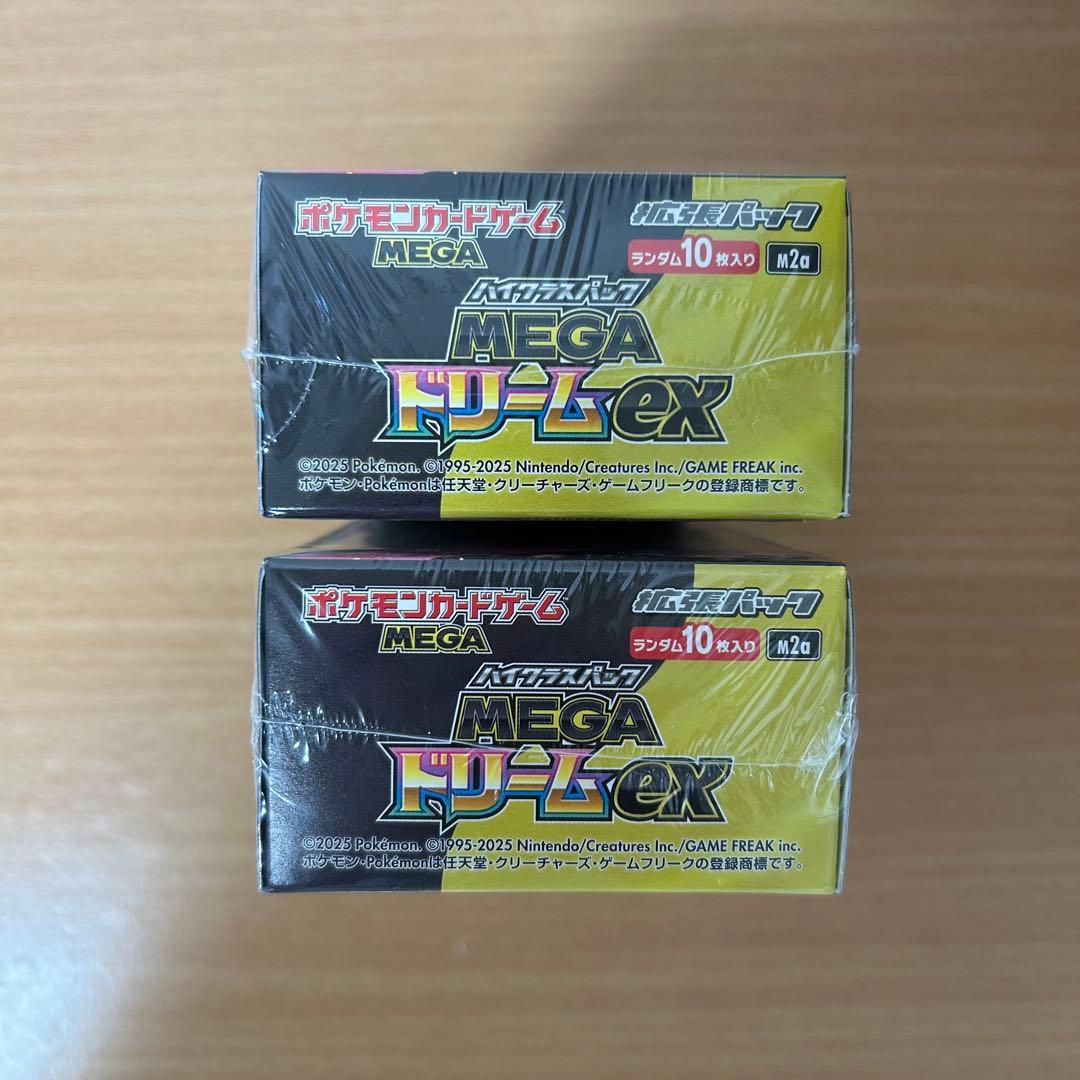 ポケモンカードゲーム
MEGA
拡張パック
ランダム10枚入り M2a
ハイクラスパック
MEGA
ドリームex
©2025 Pokémon. ©1995-2025 Nintendo/Creatures Inc./GAME FREAK inc.
ポケモン・Pokémonは任天堂・クリーチャーズ・ゲームフリークの登録商標です。
ポケモンカードゲーム
MEGA
拡張パック
ランダム10枚入り M2a
ハイクラスパック
MEGA
ドリームex
©2025 Pokémon. ©1995-2025 Nintendo/Creatures Inc./GAME FREAK inc.
ポケモン・Pokémonは任天堂・クリーチャーズ・ゲームフリークの登録商標です。